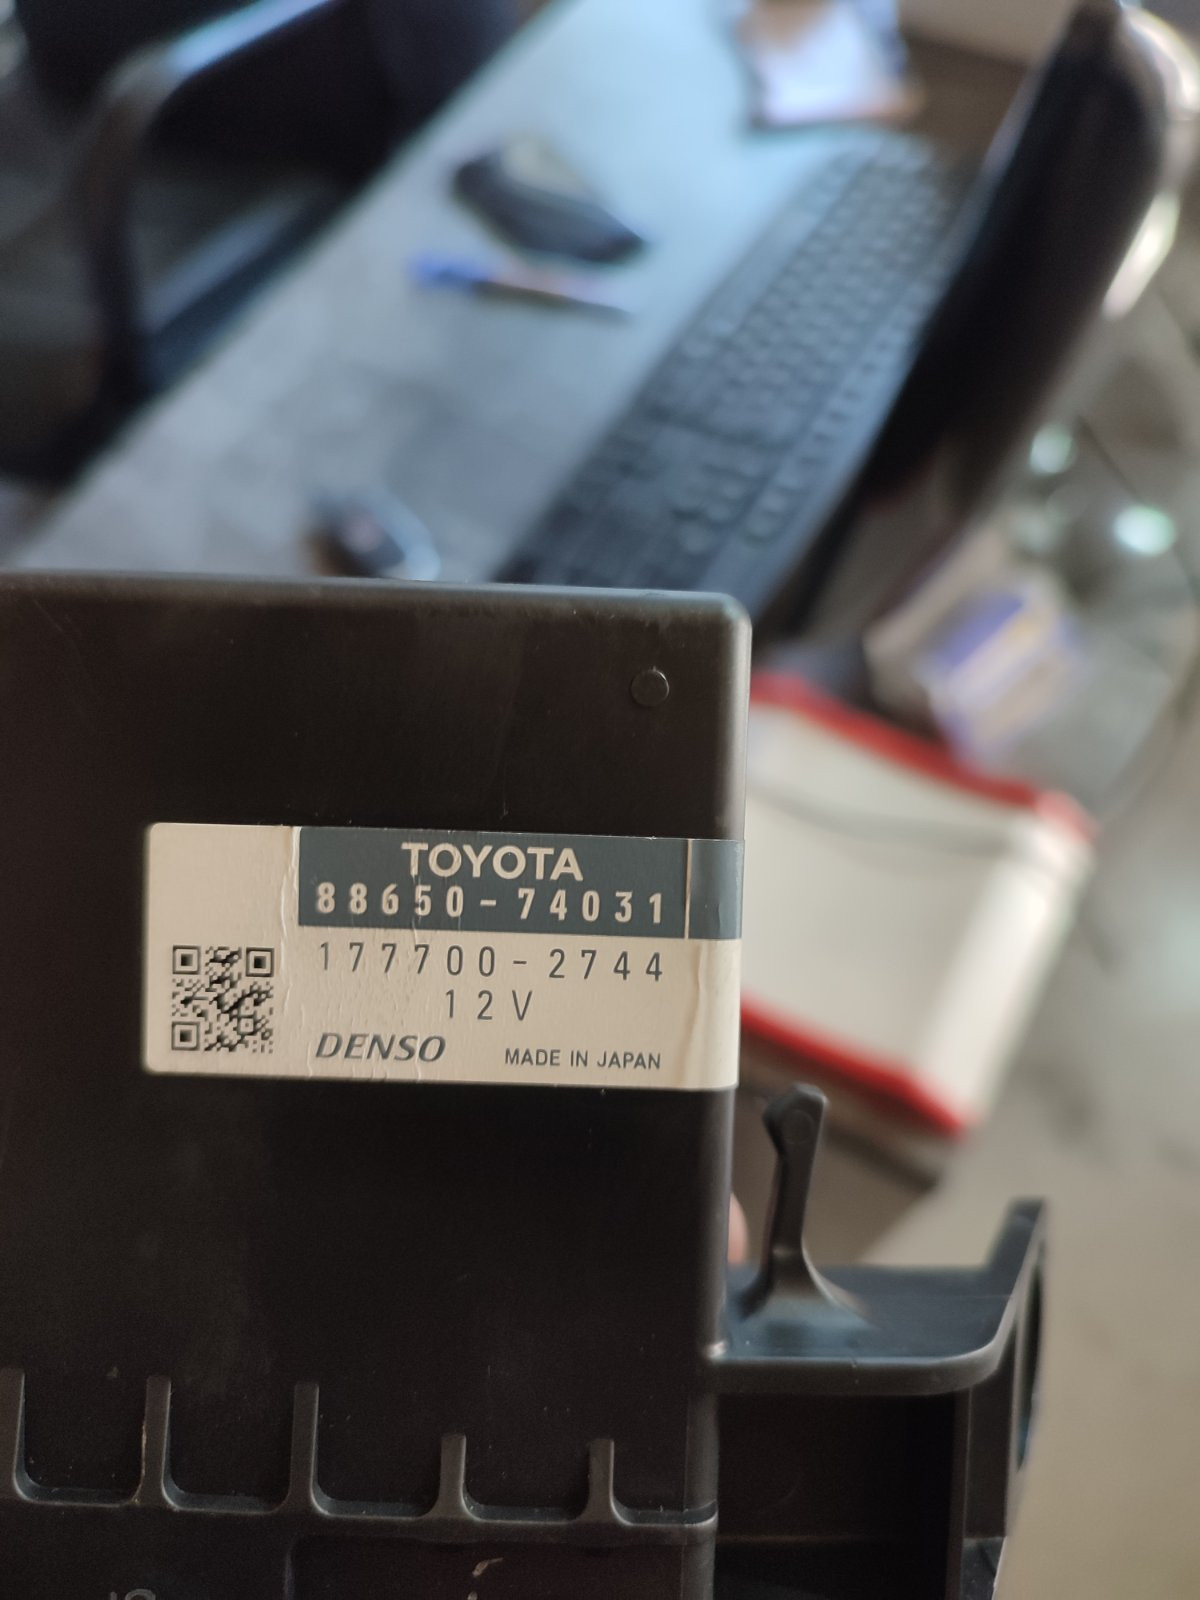 TOYOTA
88650-74031
177700-2744
12V
DENSO MADE IN JAPAN